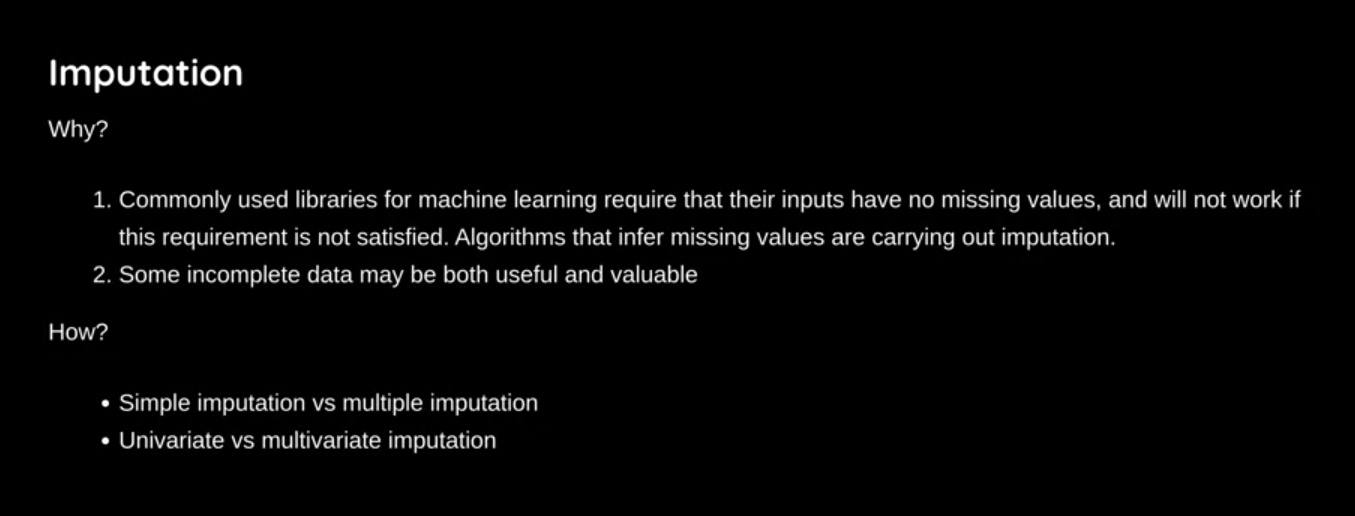 Imputation
Why?
1. Commonly used libraries for machine learning require that their inputs have no missing values, and will not work if
this requirement is not satisfied. Algorithms that infer missing values are carrying out imputation.
2. Some incomplete data may be both useful and valuable
How?
• Simple imputation vs multiple imputation
• Univariate vs multivariate imputation